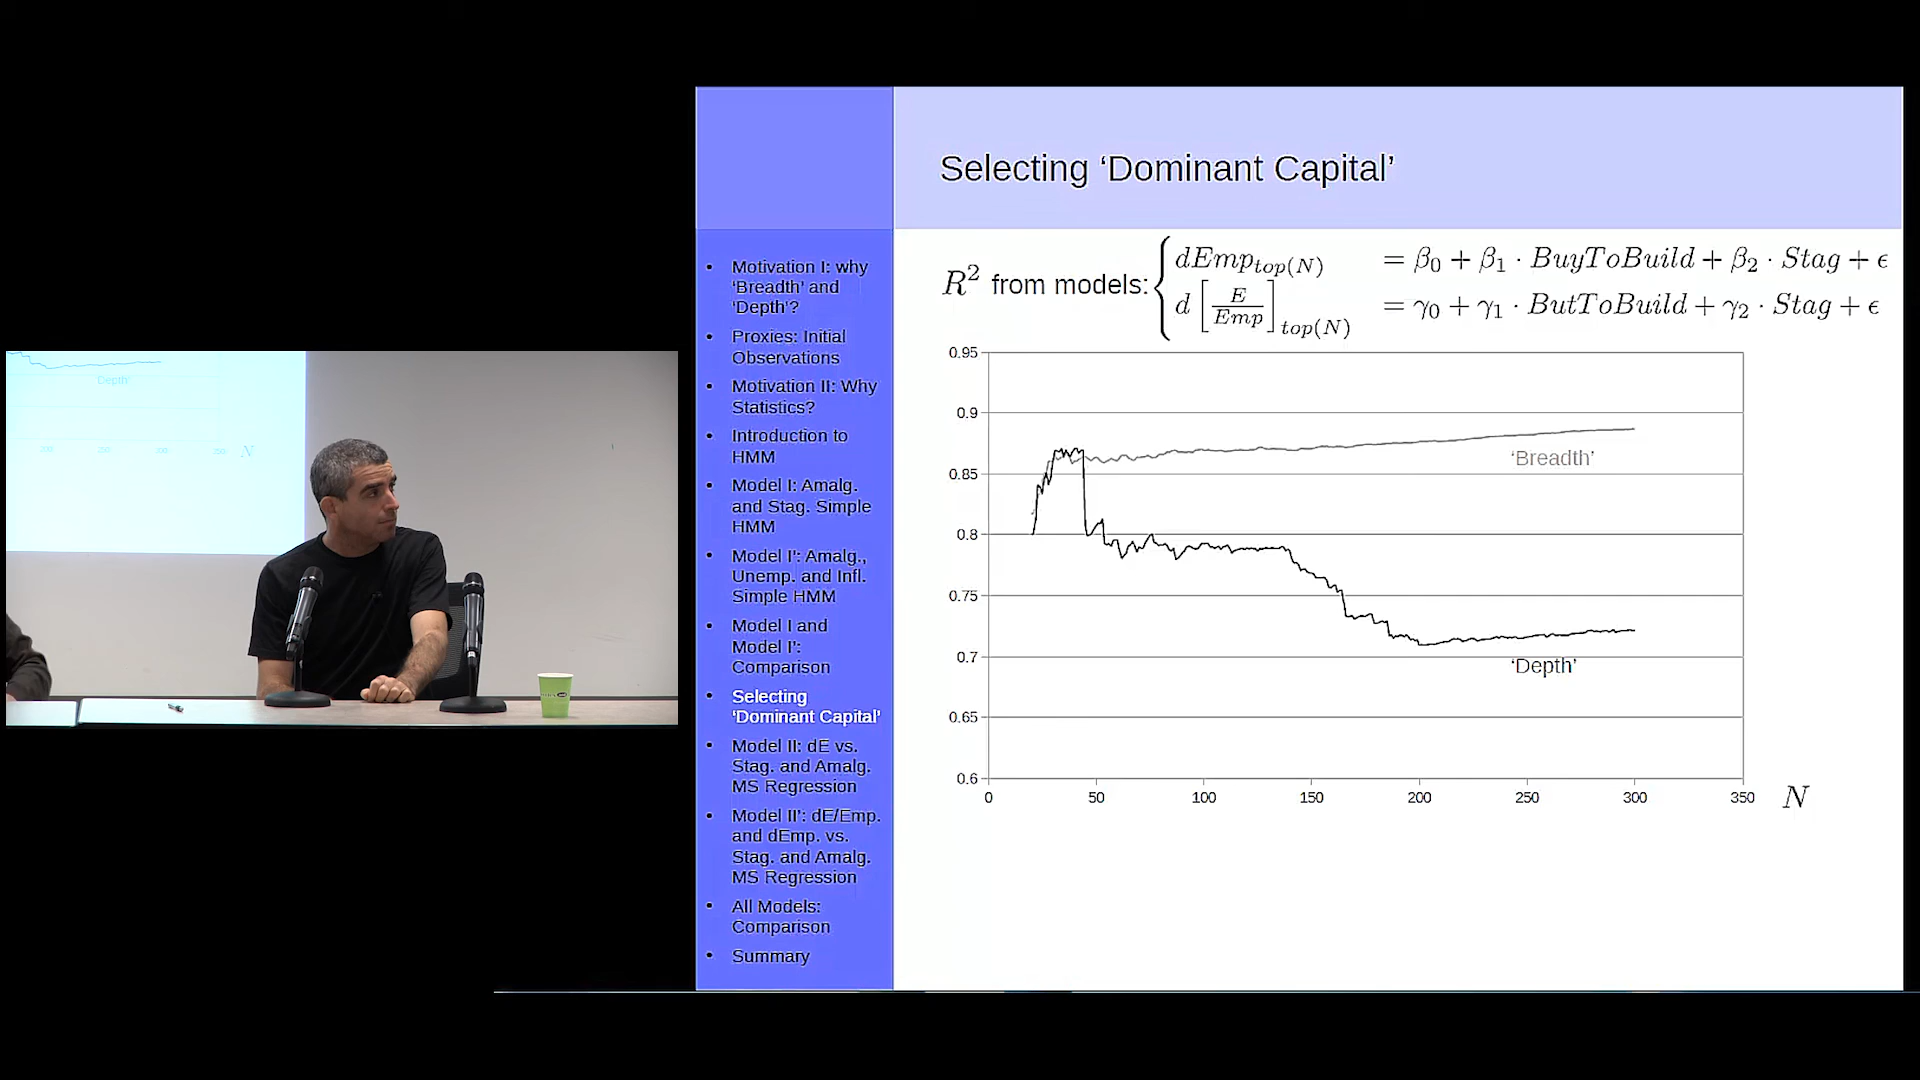 Selecting ‘Dominant Capital’
R² from models: { dEmp_top(N) = β₀ + β₁ · BuyToBuild + β₂ · Stag + ϵ
d[E/Emp]_top(N) = γ₀ + γ₁ · ButToBuild + γ₂ · Stag + ϵ
• Motivation I: why
‘Breadth’ and
‘Depth’?
• Proxies: Initial
Observations
• Motivation II: Why
Statistics?
• Introduction to
HMM
• Model I: Amalg.
and Stag. Simple
HMM
• Model I’: Amalg.,
Unemp. and Infl.
Simple HMM
• Model I and
Model I’:
Comparison
• Selecting
‘Dominant Capital’
• Model II: dE vs.
Stag. and Amalg.
MS Regression
• Model II’: dE/Emp.
and dEmp. vs.
Stag. and Amalg.
MS Regression
• All Models:
Comparison
• Summary
0.95
0.9
0.85
0.8
0.75
0.7
0.65
0.6
‘Breadth’
‘Depth’
0 50 100 150 200 250 300 350 N
‘Depth’
200 250 300 350 N